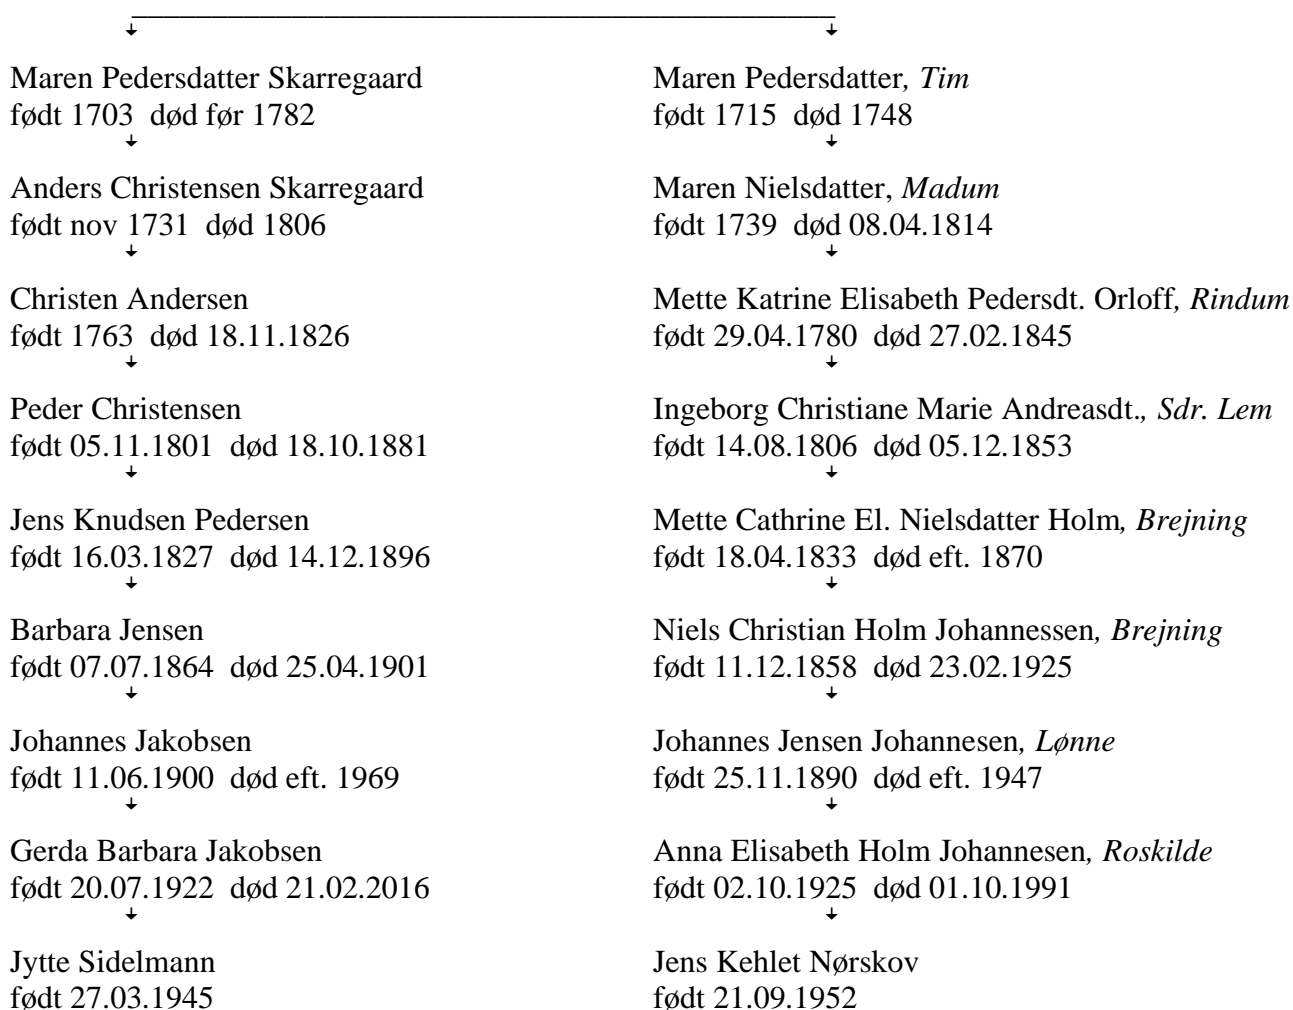 Maren Pedersdatter Skarregaard
født 1703 død før 1782
Maren Pedersdatter, Tim
født 1715 død 1748
Anders Christensen Skarregaard
født nov 1731 død 1806
Maren Nielsdatter, Madum
født 1739 død 08.04.1814
Christen Andersen
født 1763 død 18.11.1826
Mette Katrine Elisabeth Pedersdt. Orloff, Rindum
født 29.04.1780 død 27.02.1845
Peder Christensen
født 05.11.1801 død 18.10.1881
Ingeborg Christiane Marie Andreasdt., Sdr. Lem
født 14.08.1806 død 05.12.1853
Jens Knudsen Pedersen
født 16.03.1827 død 14.12.1896
Mette Cathrine El. Nielsdatter Holm, Brejning
født 18.04.1833 død eft. 1870
Barbara Jensen
født 07.07.1864 død 25.04.1901
Niels Christian Holm Johannessen, Brejning
født 11.12.1858 død 23.02.1925
Johannes Jakobsen
født 11.06.1900 død eft. 1969
Johannes Jensen Johannesen, Lønne
født 25.11.1890 død eft. 1947
Gerda Barbara Jakobsen
født 20.07.1922 død 21.02.2016
Anna Elisabeth Holm Johannesen, Roskilde
født 02.10.1925 død 01.10.1991
Jytte Sidelmann
født 27.03.1945
Jens Kehlet Nørskov
født 21.09.1952